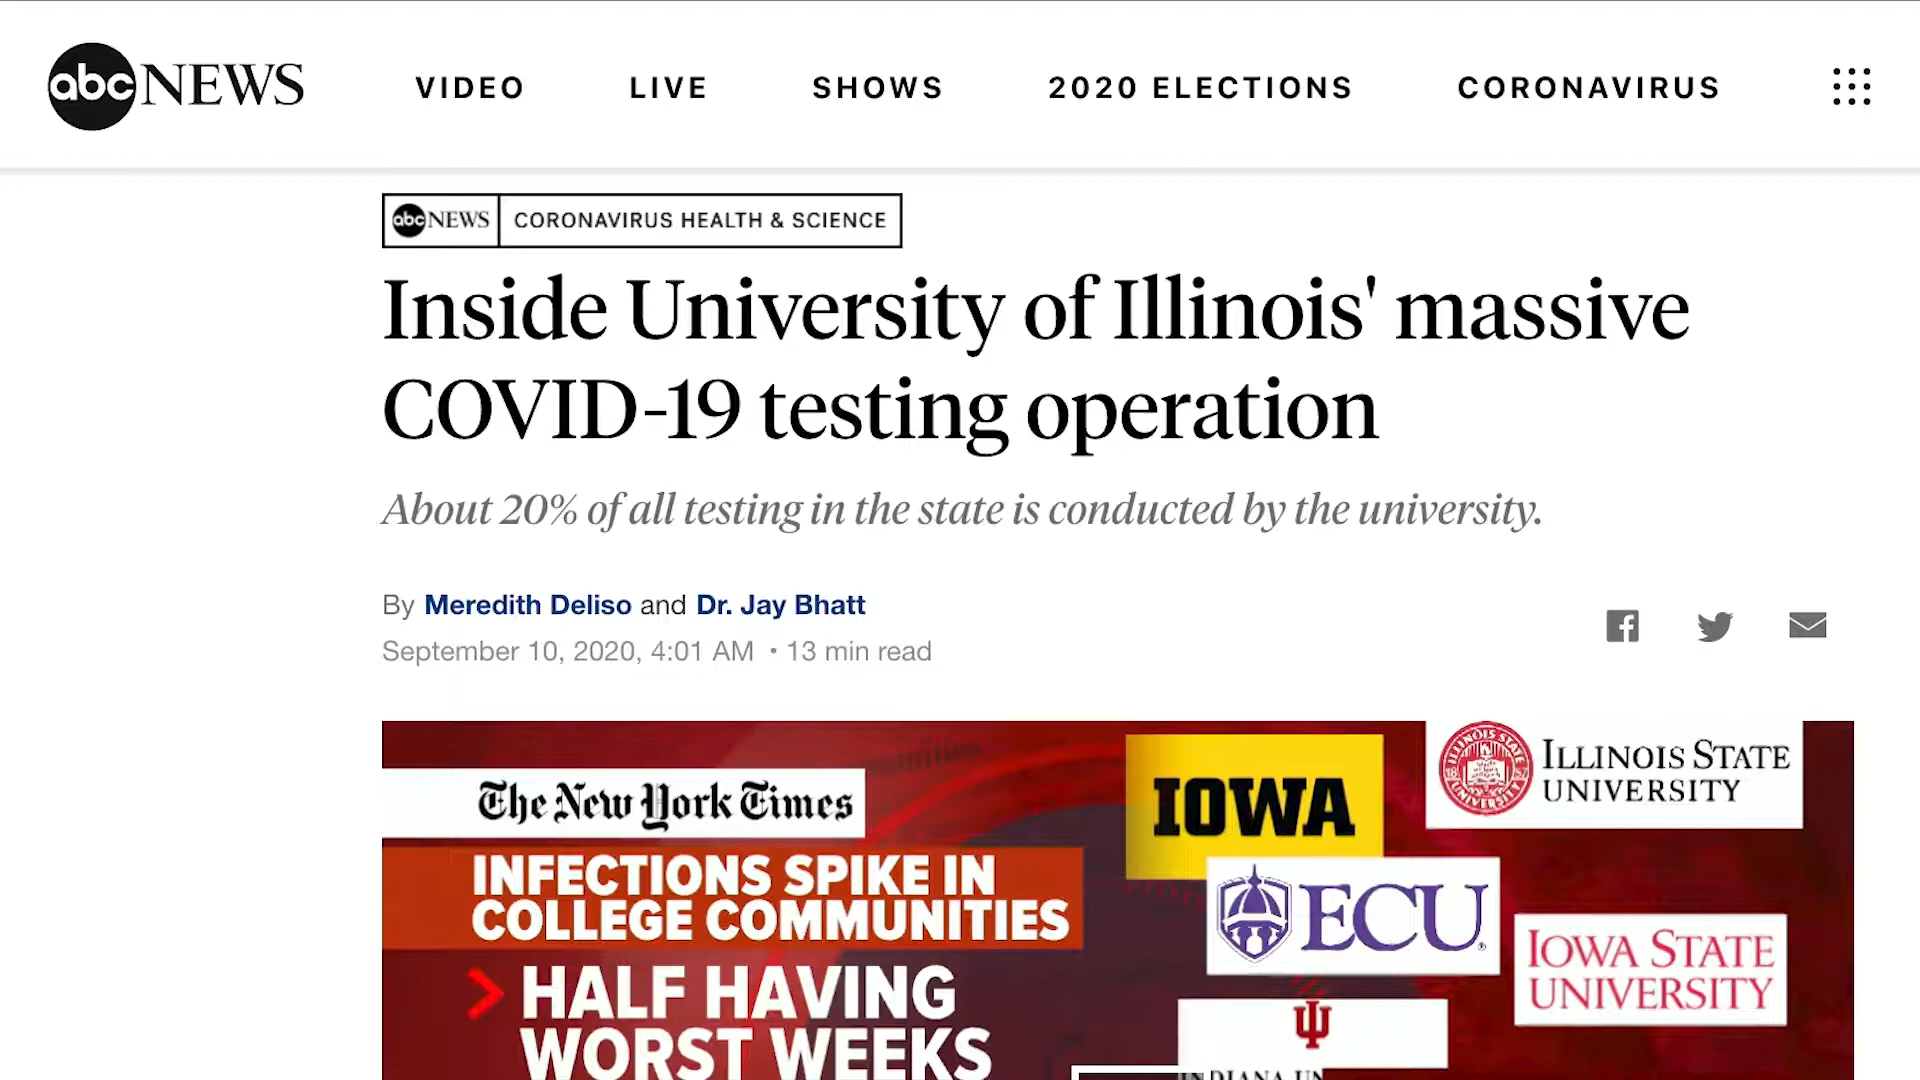 abc NEWS
VIDEO
LIVE
SHOWS
2020 ELECTIONS
CORONAVIRUS
abc NEWS CORONAVIRUS HEALTH & SCIENCE
Inside University of Illinois' massive
COVID-19 testing operation
About 20% of all testing in the state is conducted by the university.
By Meredith Deliso and Dr. Jay Bhatt
September 10, 2020, 4:01 AM • 13 min read
The New York Times
INFECTIONS SPIKE IN
COLLEGE COMMUNITIES
HALF HAVING
WORST WEEKS
IOWA
ILLINOIS STATE
UNIVERSITY
ECU
IOWA STATE
UNIVERSITY
INDIANA